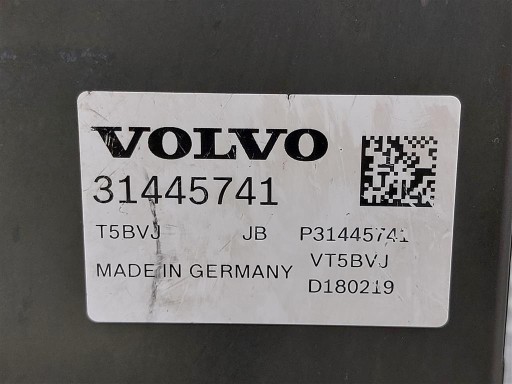 VOLVO
31445741
T5BVJ JB P31445741
VT5BVJ
MADE IN GERMANY
D180219